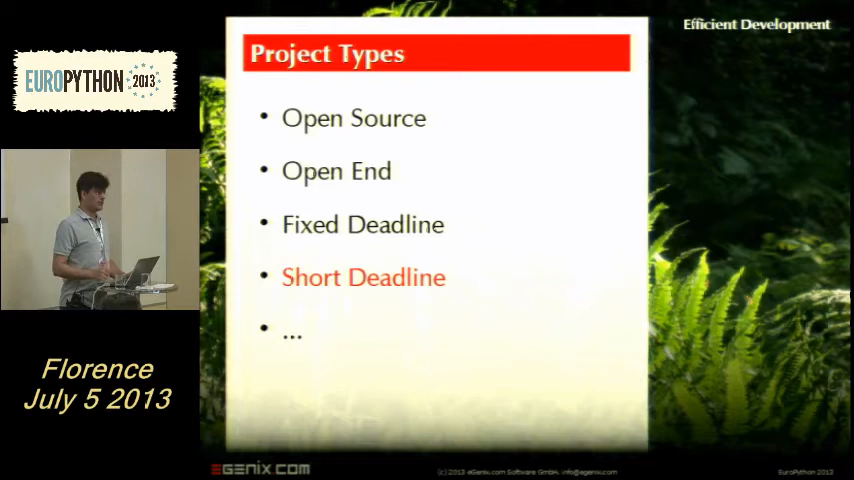 Efficient Development
EUROPYTHON 2013
Project Types
• Open Source
• Open End
• Fixed Deadline
• Short Deadline
• ...
Florence
July 5 2013
EGENIX.COM
(c) 2013 eGenix.com Software GmbH, info@egenix.com
EuroPython 2013